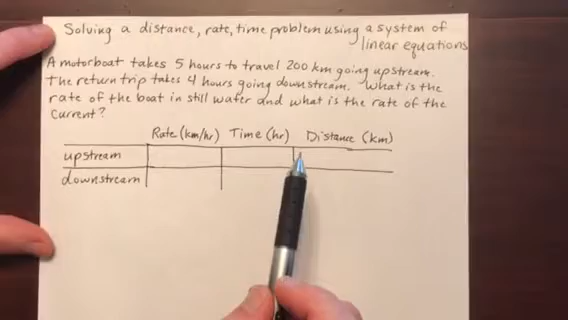 Solving a distance, rate, time problem using a system of
linear equations
A motorboat takes 5 hours to travel 200 km going upstream.
The return trip takes 4 hours going downstream. What is the
rate of the boat in still water and what is the rate of the
current?
Rate (km/hr) Time (hr) Distance (km)
upstream
downstream